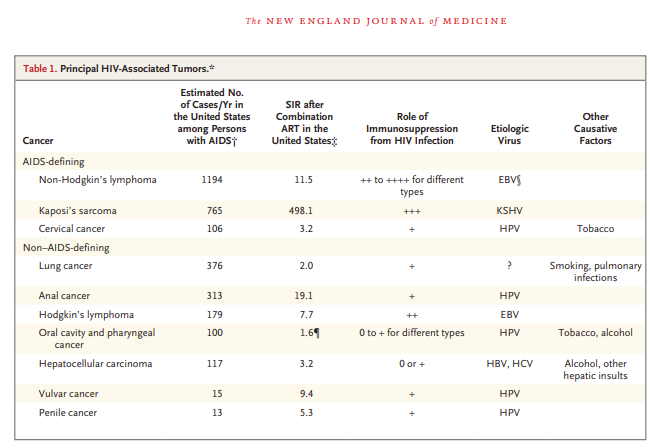 The NEW ENGLAND JOURNAL of MEDICINE
Table 1. Principal HIV-Associated Tumors.*
Cancer Estimated No. of Cases/Yr in the United States among Persons with AIDS† SIR after Combination ART in the United States‡ Role of Immunosuppression from HIV Infection Etiologic Virus Other Causative Factors
AIDS-defining
Non-Hodgkin's lymphoma 1194 11.5 ++ to ++++ for different types EBV§
Kaposi's sarcoma 765 498.1 +++ KSHV
Cervical cancer 106 3.2 + HPV Tobacco
Non–AIDS-defining
Lung cancer 376 2.0 + ? Smoking, pulmonary infections
Anal cancer 313 19.1 + HPV
Hodgkin's lymphoma 179 7.7 ++ EBV
Oral cavity and pharyngeal cancer 100 1.6¶ 0 to + for different types HPV Tobacco, alcohol
Hepatocellular carcinoma 117 3.2 0 or + HBV, HCV Alcohol, other hepatic insults
Vulvar cancer 15 9.4 + HPV
Penile cancer 13 5.3 + HPV